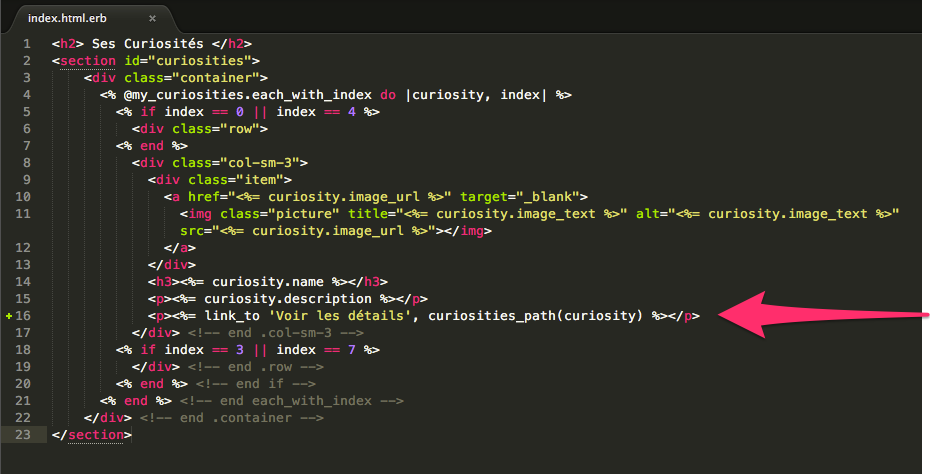 index.html.erb ×
1 <h2> Ses Curiosités </h2>
2 <section id="curiosities">
3 <div class="container">
4 <% @my_curiosities.each_with_index do |curiosity, index| %>
5 <% if index == 0 || index == 4 %>
6 <div class="row">
7 <% end %>
8 <div class="col-sm-3">
9 <div class="item">
10 <a href="<%= curiosity.image_url %>" target="_blank">
11 <img class="picture" title="<%= curiosity.image_text %>" alt="<%= curiosity.image_text %>"
src="<%= curiosity.image_url %>"></img>
12 </a>
13 </div>
14 <h3><%= curiosity.name %></h3>
15 <p><%= curiosity.description %></p>
16 <p><%= link_to 'Voir les détails', curiosities_path(curiosity) %></p>
17 </div> <!-- end .col-sm-3 -->
18 <% if index == 3 || index == 7 %>
19 </div> <!-- end .row -->
20 <% end %> <!-- end if -->
21 <% end %> <!-- end each_with_index -->
22 </div> <!-- end .container -->
23 </section>